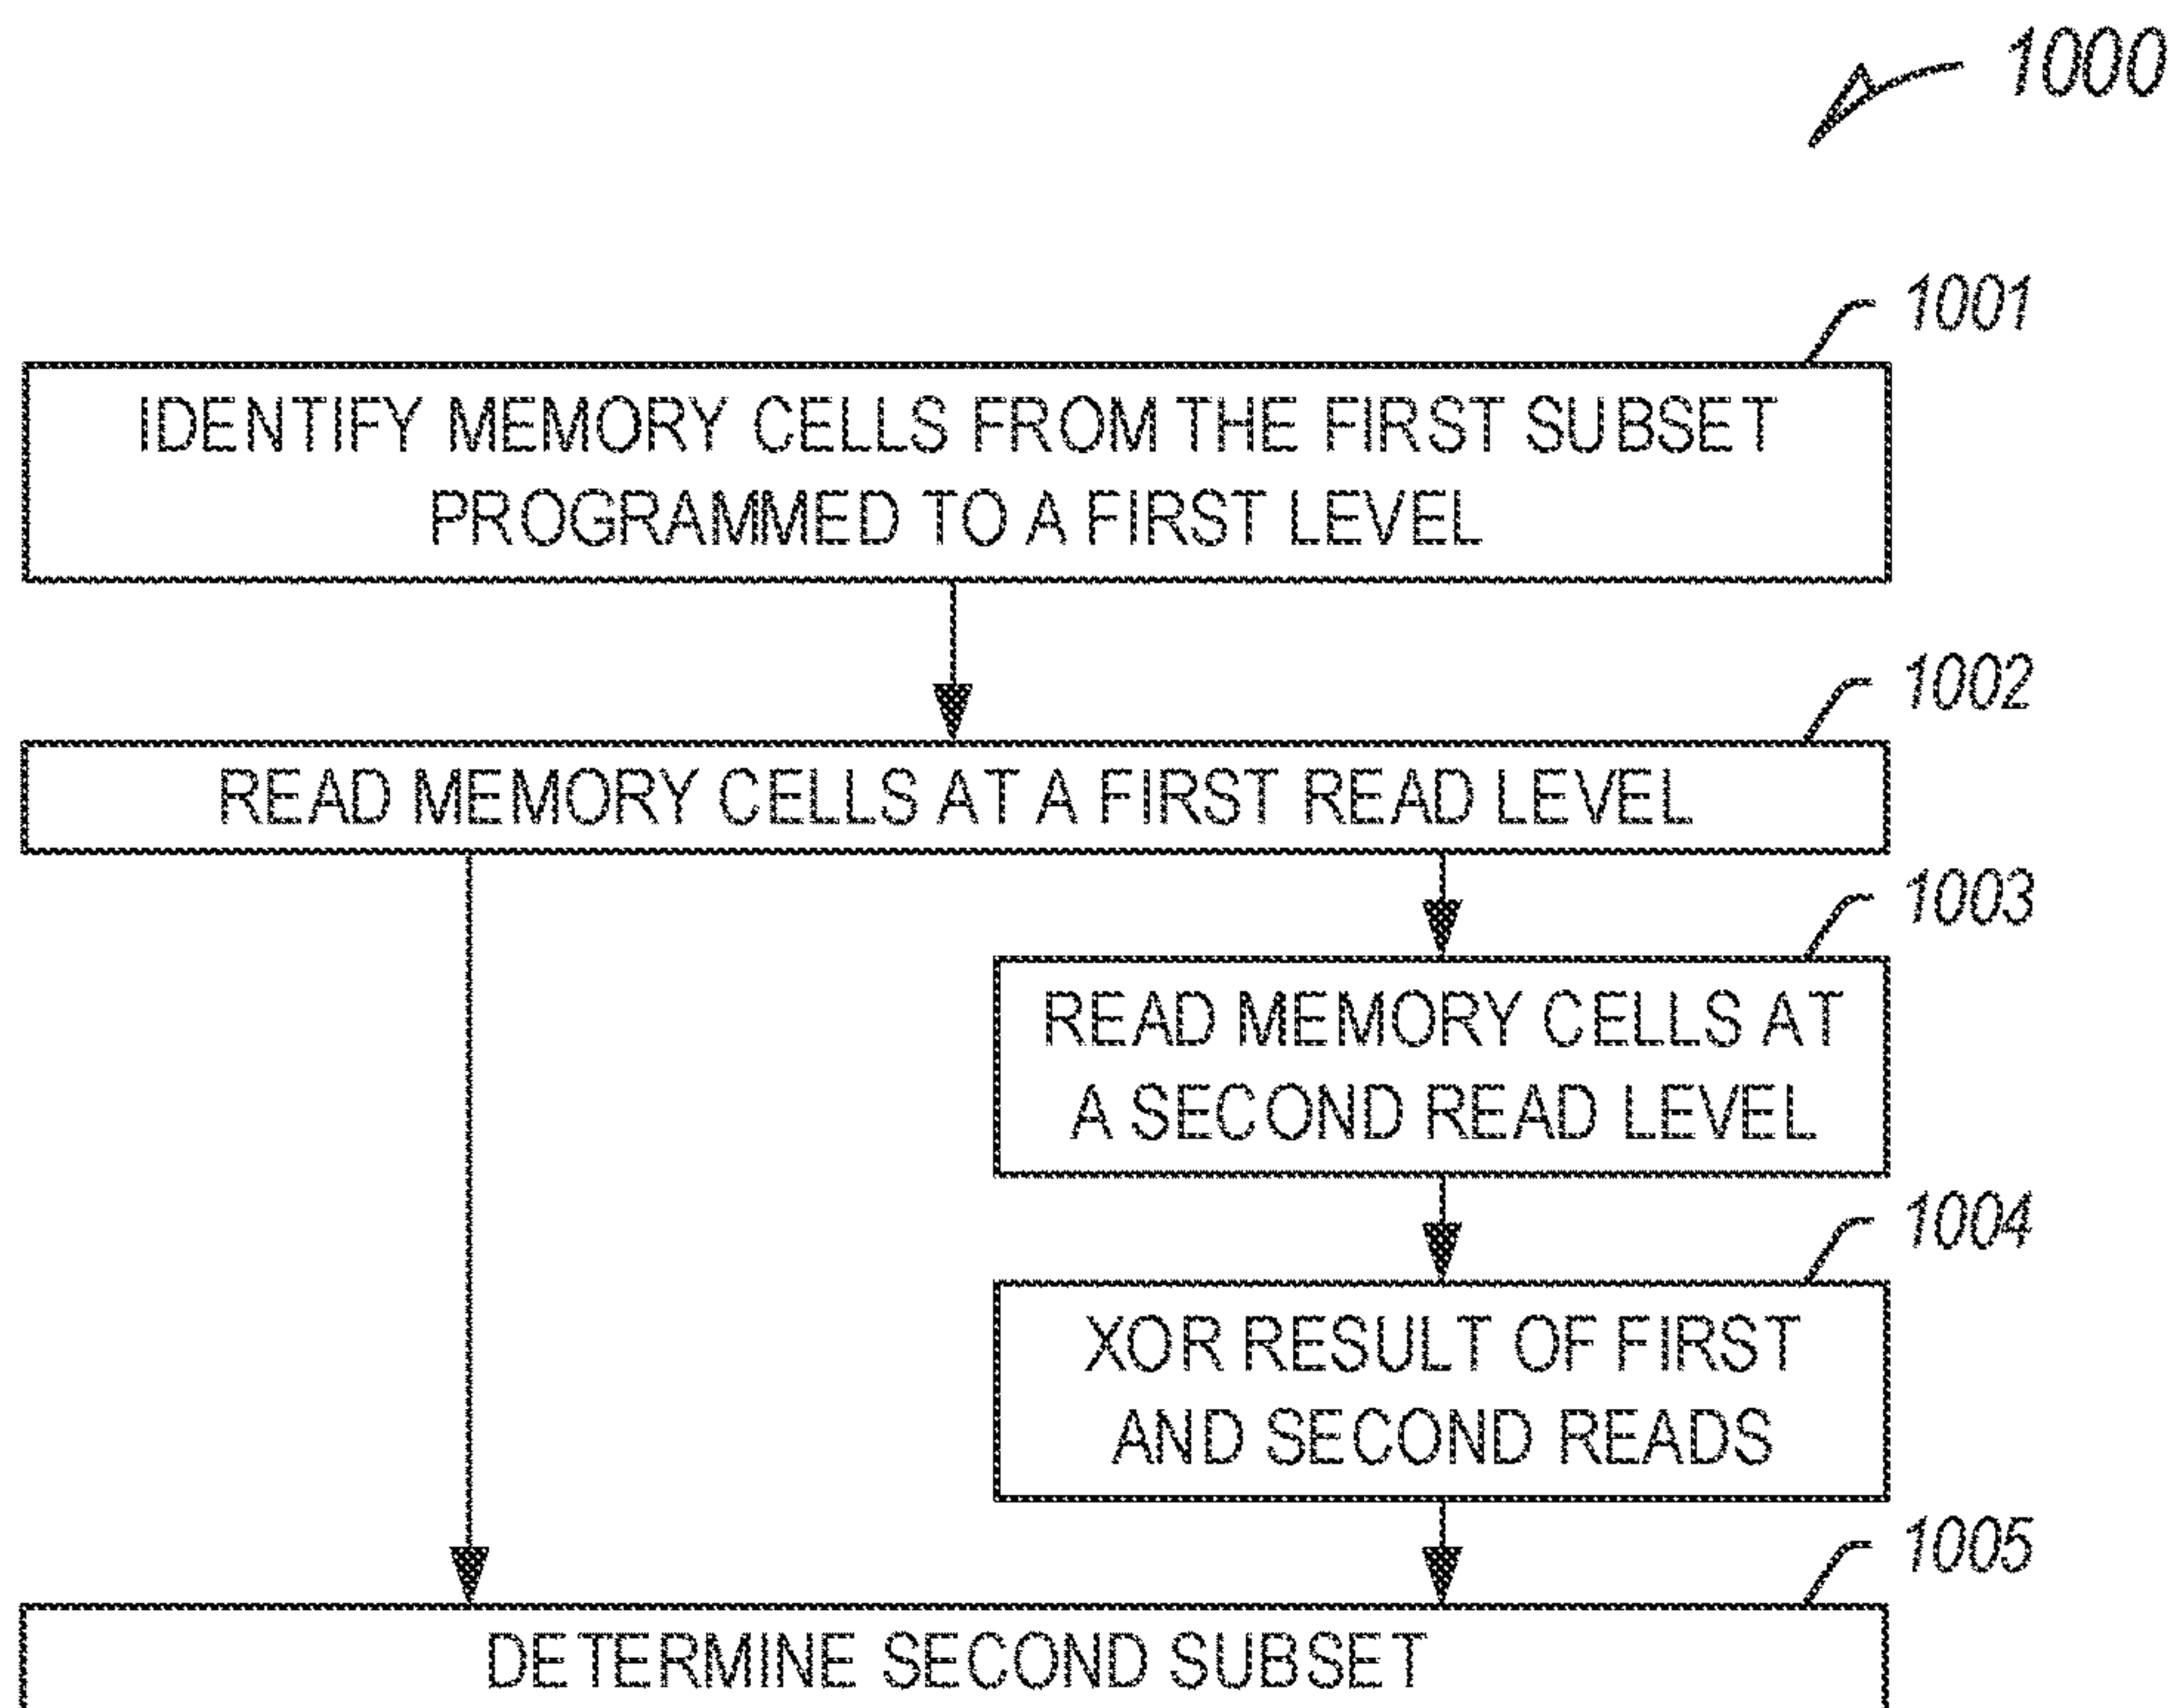 1000
1001
IDENTIFY MEMORY CELLS FROM THE FIRST SUBSET
PROGRAMMED TO A FIRST LEVEL
1002
READ MEMORY CELLS AT A FIRST READ LEVEL
1003
READ MEMORY CELLS AT
A SECOND READ LEVEL
1004
XOR RESULT OF FIRST
AND SECOND READS
1005
DETERMINE SECOND SUBSET